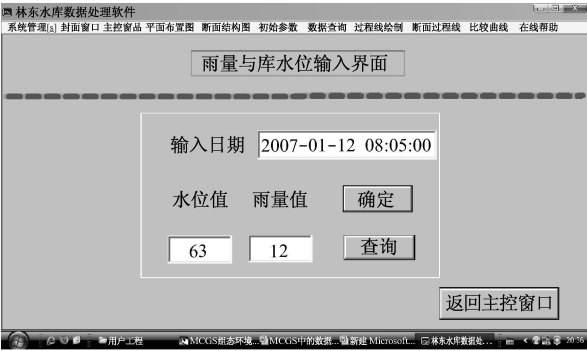 林东水库数据处理软件
系统管理[s] 封面窗口 主控窗品 平面布置图 断面结构图 初始参数 数据查询 过程线绘制 断面过程线 比较曲线 在线帮助
雨量与库水位输入界面
输入日期 2007-01-12 08:05:00
水位值 雨量值 确定
63 12 查询
返回主控窗口
用户工程 MCGS组态环境... MCGS中的数据... 新建 Microsoft... 林东水库数据处... 20:36